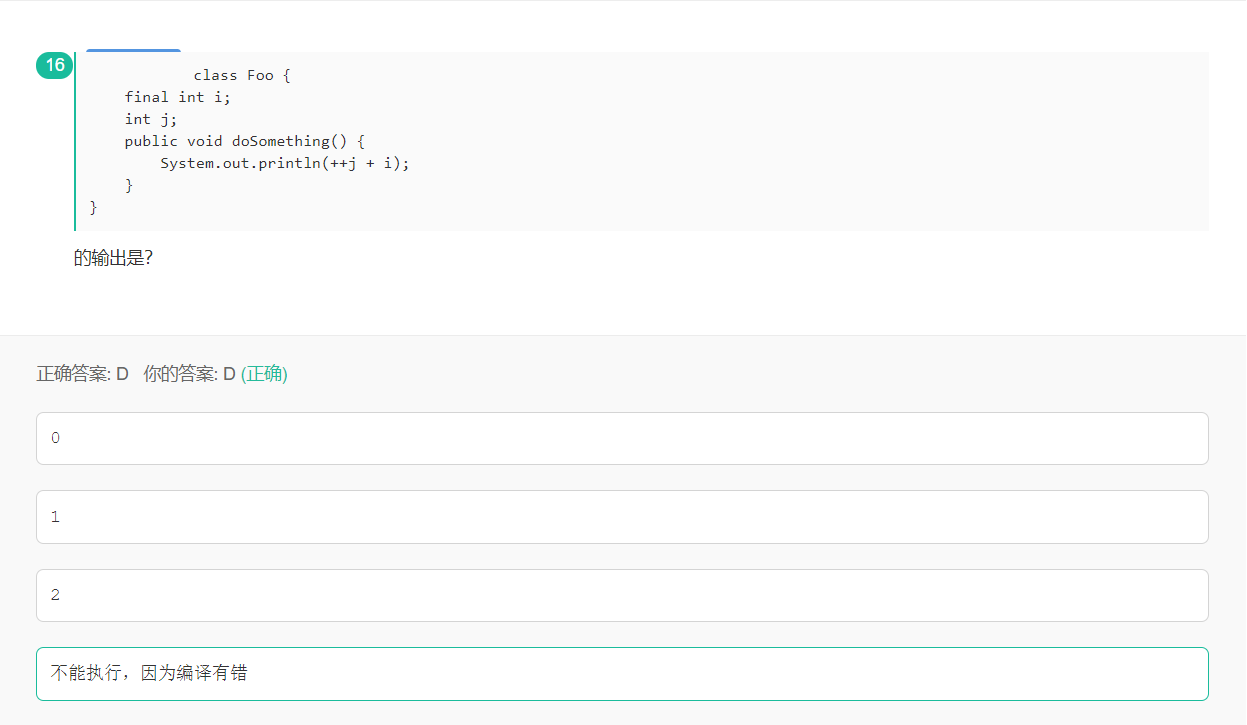 16
class Foo {
    final int i;
    int j;
    public void doSomething() {
        System.out.println(++j + i);
    }
}
的输出是?
正确答案: D 你的答案: D (正确)
0
1
2
不能执行，因为编译有错